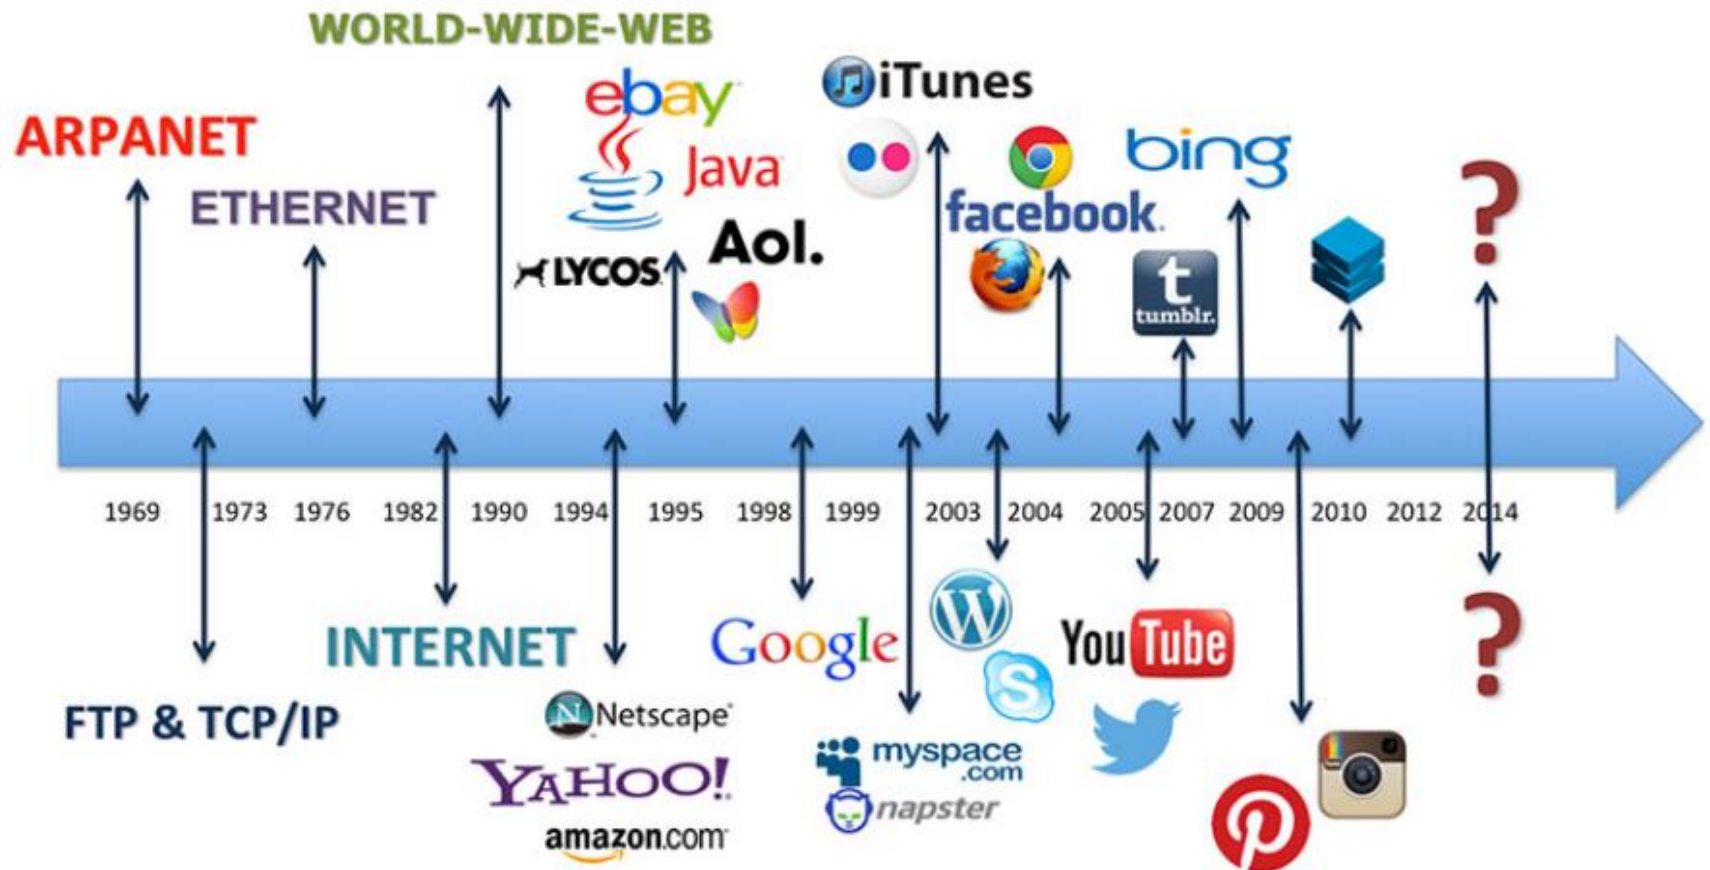 WORLD-WIDE-WEB
ebay
iTunes
ARPANET
Java
bing
ETHERNET
facebook.
Aol.
LYCOS
t
tumblr.
?
1969 1973 1976 1982 1990 1994 1995 1998 1999 2003 2004 2005 2007 2009 2010 2012 2014
INTERNET
Google
W
S
YouTube
?
FTP & TCP/IP
N Netscape
YAHOO!
amazon.com
myspace
.com
napster
P